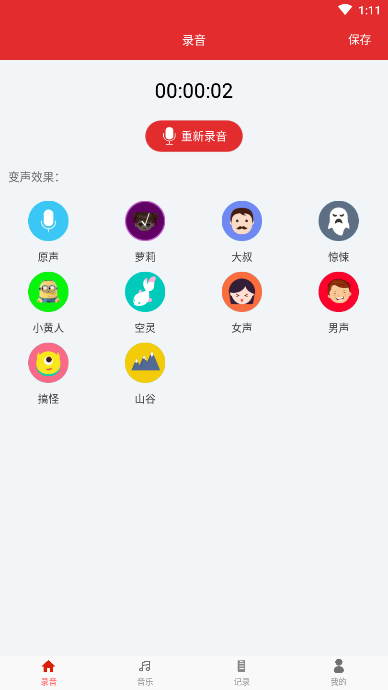 1:11
录音
保存
00:00:02
重新录音
变声效果：
原声
萝莉
大叔
惊悚
小黄人
空灵
女声
男声
搞怪
山谷
录音
音乐
记录
我的